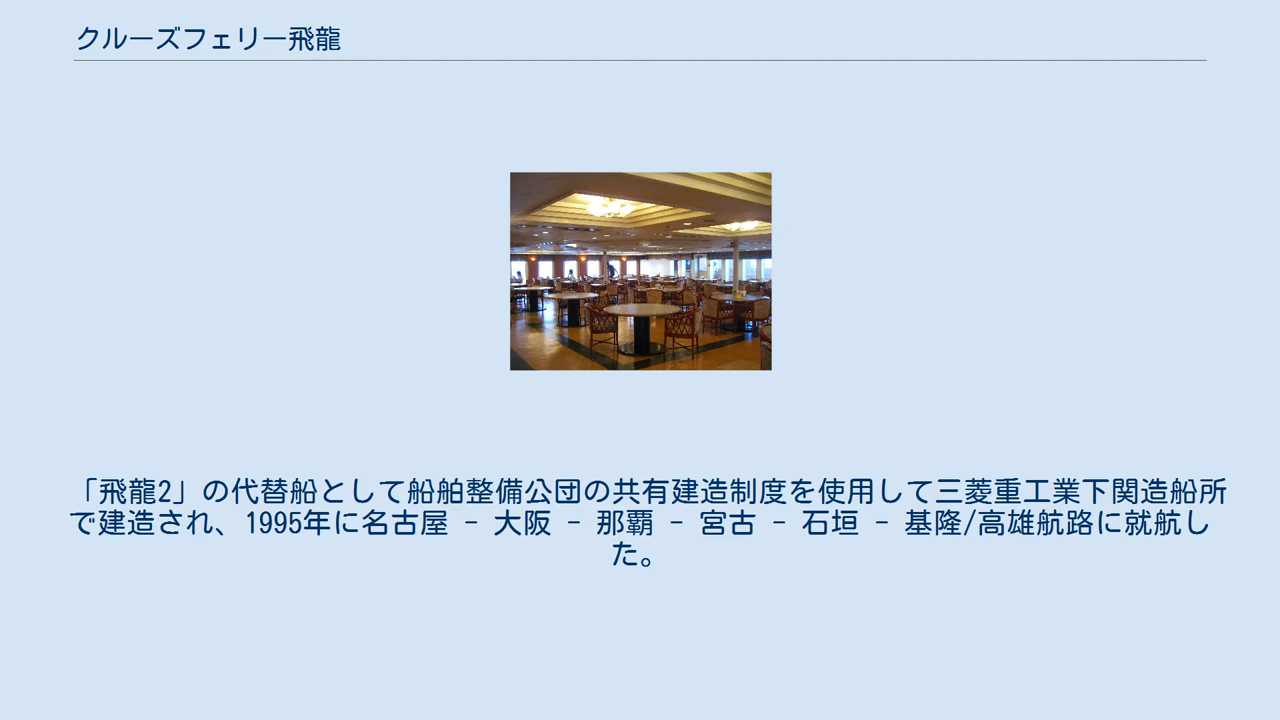 クルーズフェリー飛龍
「飛龍2」の代替船として船舶整備公団の共有建造制度を使用して三菱重工業下関造船所
で建造され、1995年に名古屋 - 大阪 - 那覇 - 宮古 - 石垣 - 基隆/高雄航路に就航し
た。